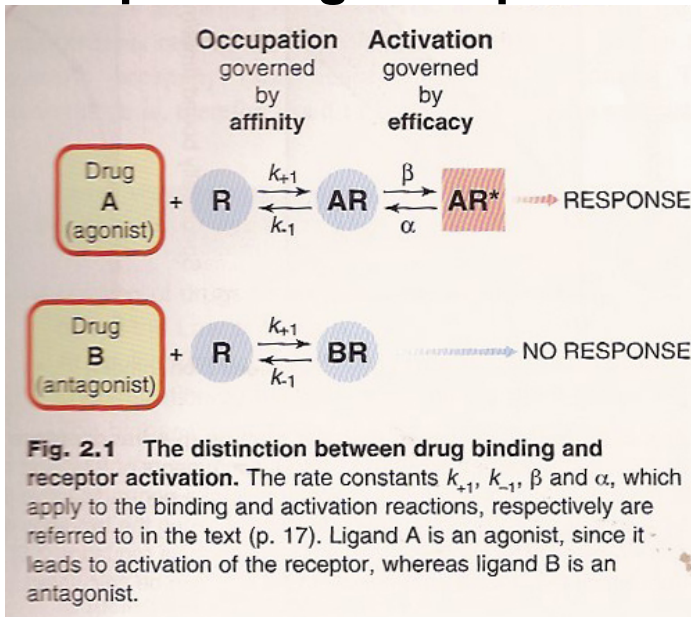 Occupation Activation
governed governed
by by
affinity efficacy
Drug
A
(agonist)
+ R k+1 k-1 AR β α AR* RESPONSE
Drug
B
(antagonist)
+ R k+1 k-1 BR NO RESPONSE
Fig. 2.1 The distinction between drug binding and
receptor activation. The rate constants k+1, k−1, β and α, which
apply to the binding and activation reactions, respectively are
referred to in the text (p. 17). Ligand A is an agonist, since it
leads to activation of the receptor, whereas ligand B is an
antagonist.